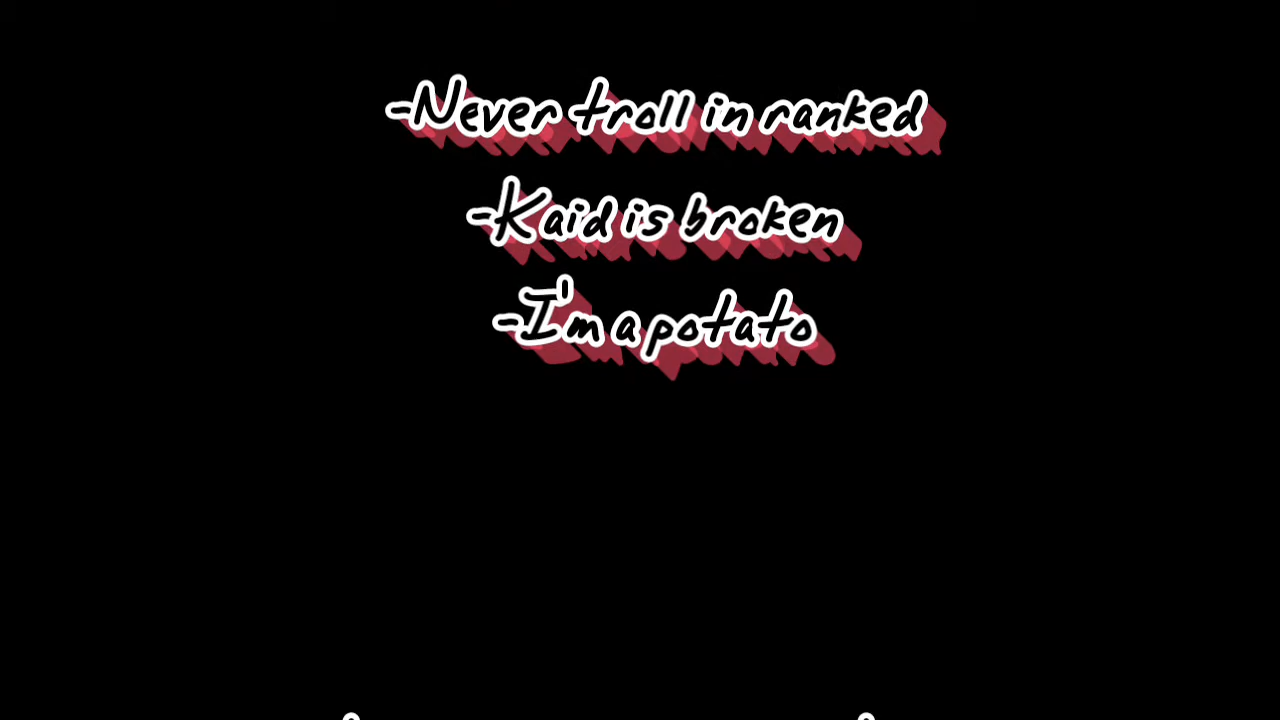 -Never troll in ranked
-Kaid is broken
-I'm a potato